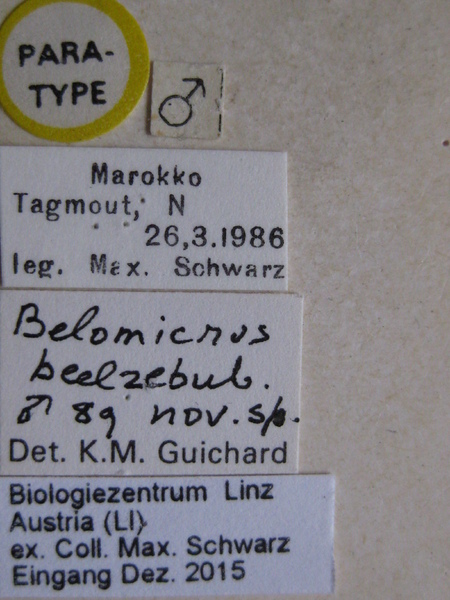 PARA-
TYPE
♂
Marokko
Tagmout, N
26,3.1986
leg. Max. Schwarz
Belomicrus
beelzebub.
♂ 89 nov. sp.
Det. K.M. Guichard
Biologiezentrum Linz
Austria (LI)
ex. Coll. Max. Schwarz
Eingang Dez. 2015